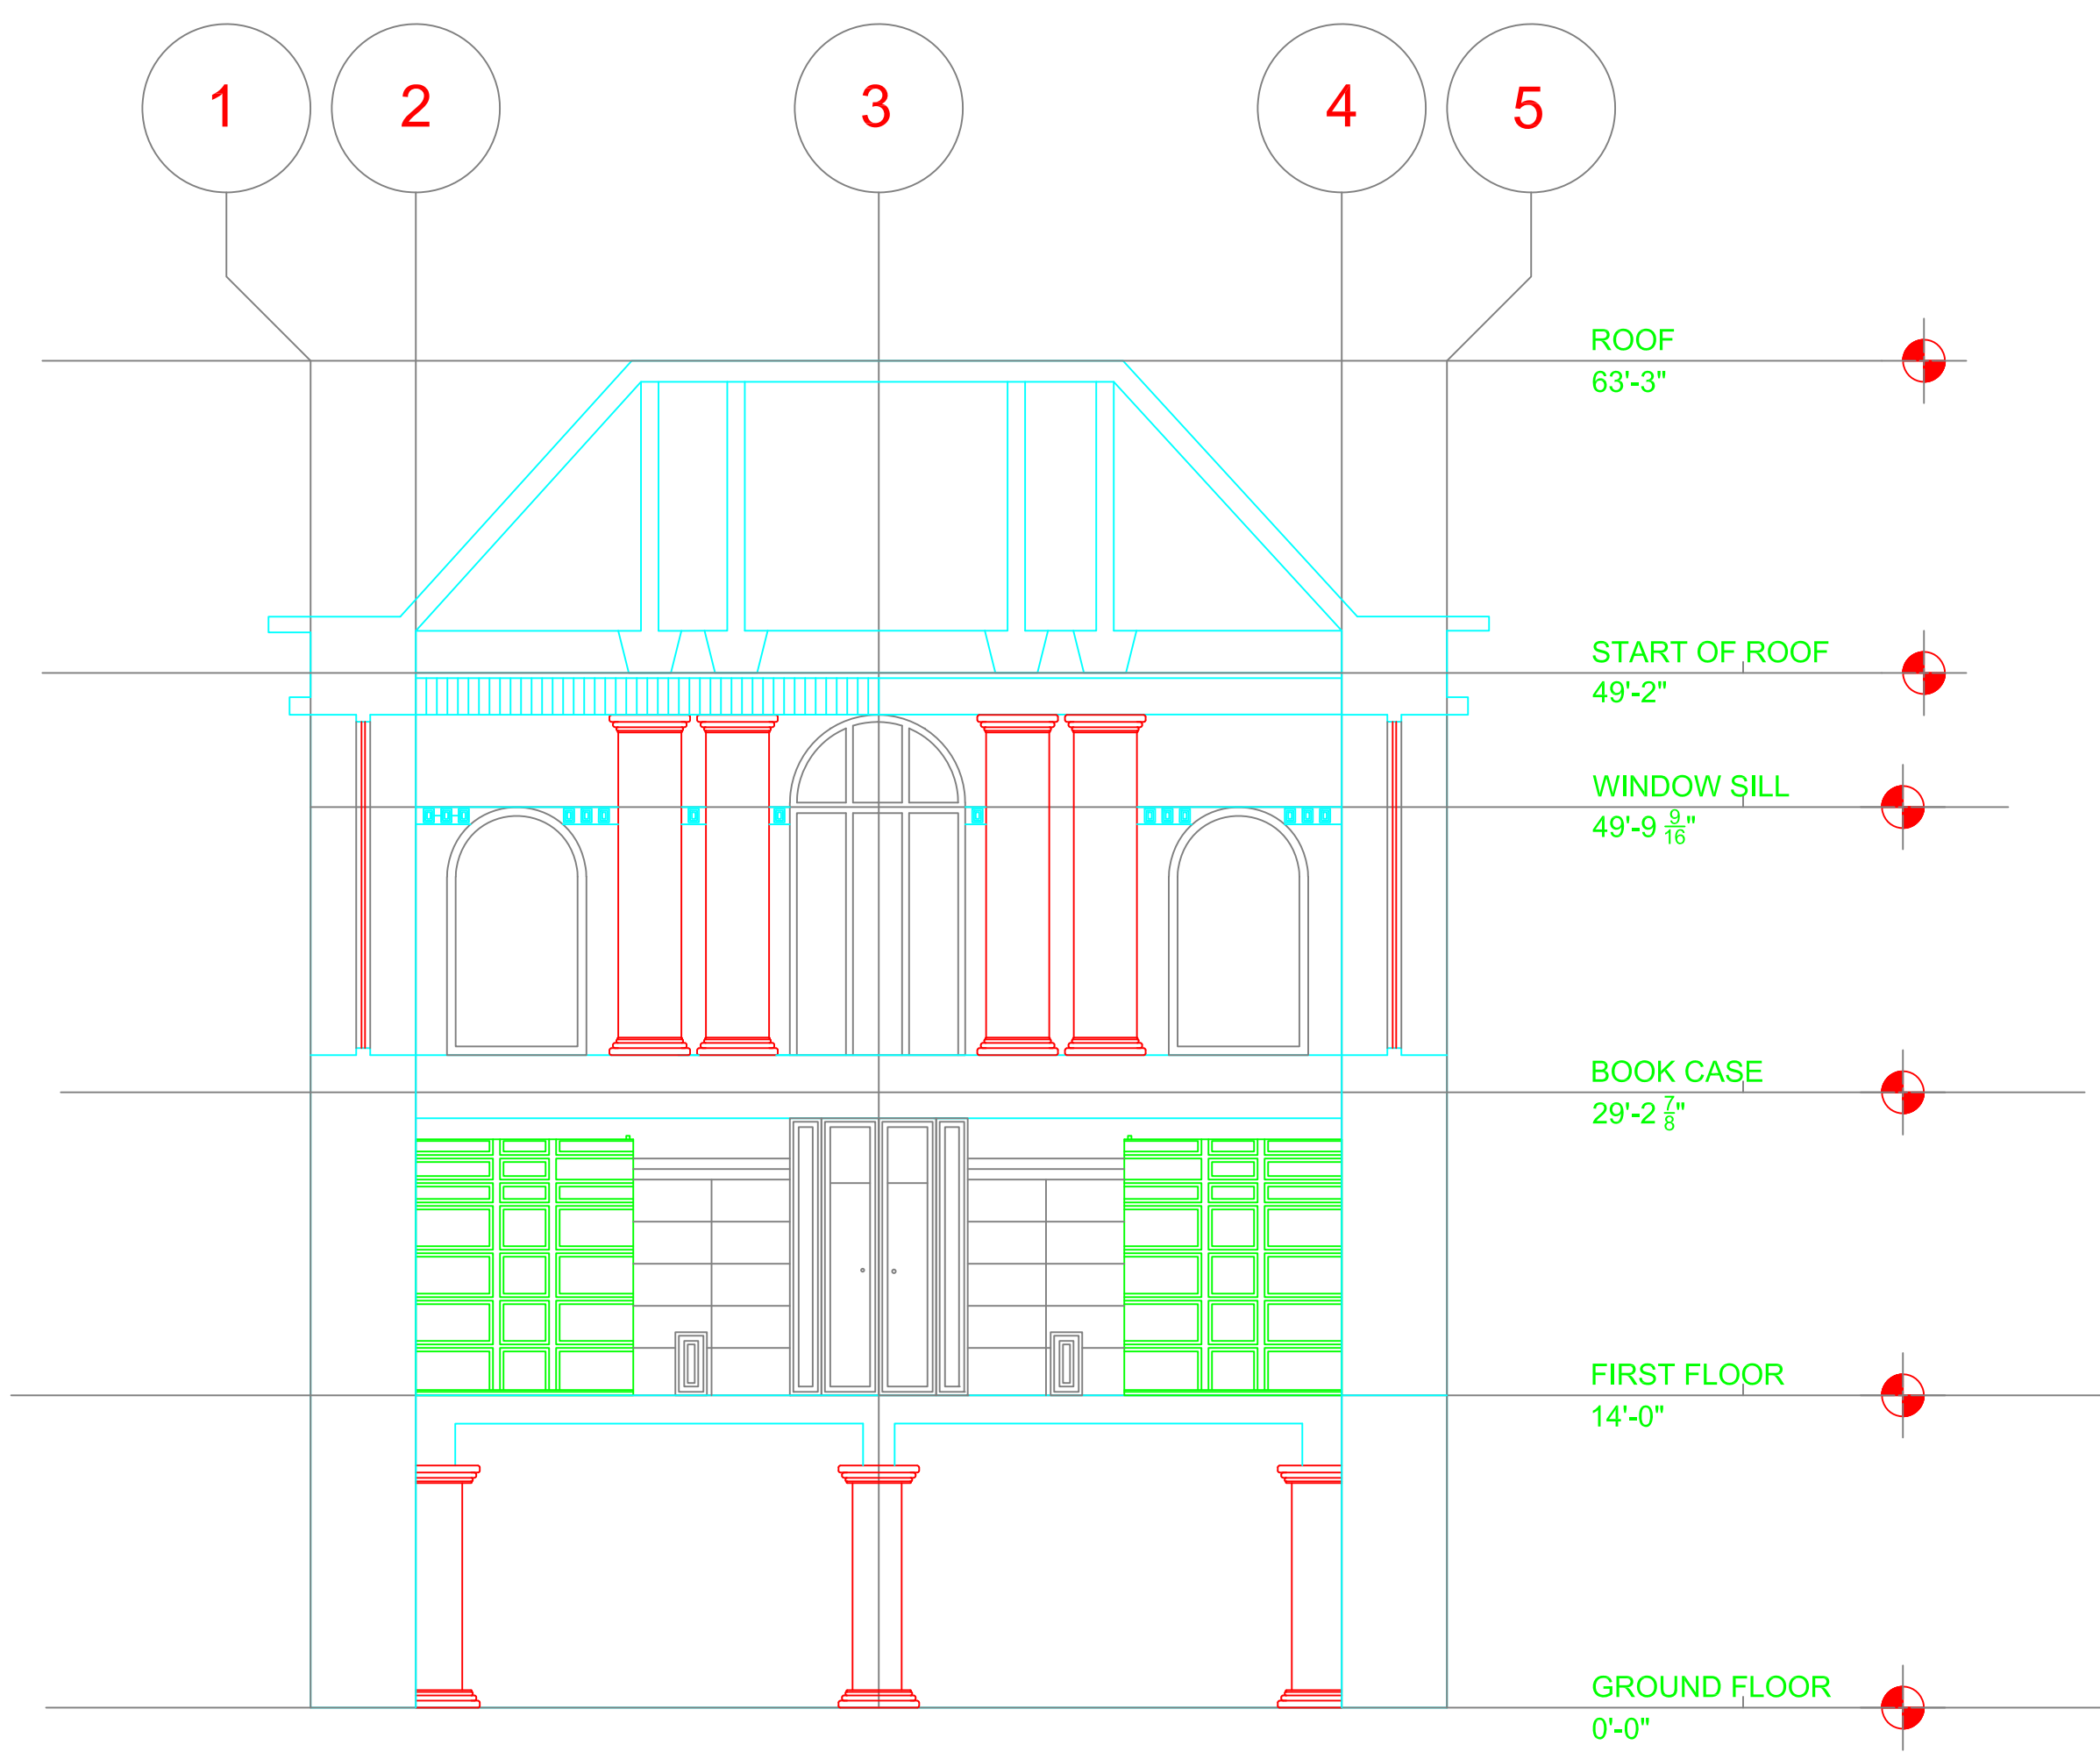 1 2 3 4 5
ROOF
63'-3"
START OF ROOF
49'-2"
WINDOW SILL
49'-9 9/16"
BOOK CASE
29'-2 7/8"
FIRST FLOOR
14'-0"
GROUND FLOOR
0'-0"